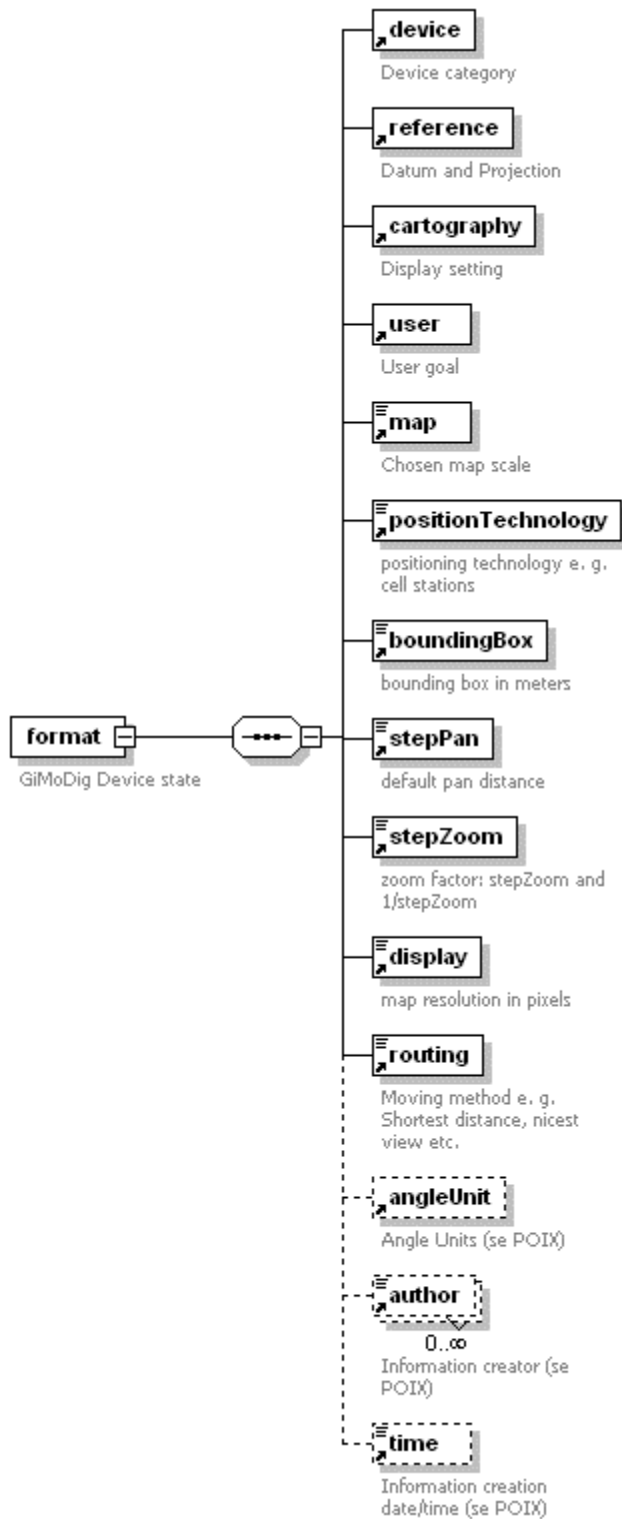 device
Device category
reference
Datum and Projection
cartography
Display setting
user
User goal
map
Chosen map scale
positionTechnology
positioning technology e. g.
cell stations
boundingBox
bounding box in meters
format
GiMoDig Device state
stepPan
default pan distance
stepZoom
zoom factor: stepZoom and
1/stepZoom
display
map resolution in pixels
routing
Moving method e. g.
Shortest distance, nicest
view etc.
angleUnit
Angle Units (se POIX)
author
0..∞
Information creator (se
POIX)
time
Information creation
date/time (se POIX)